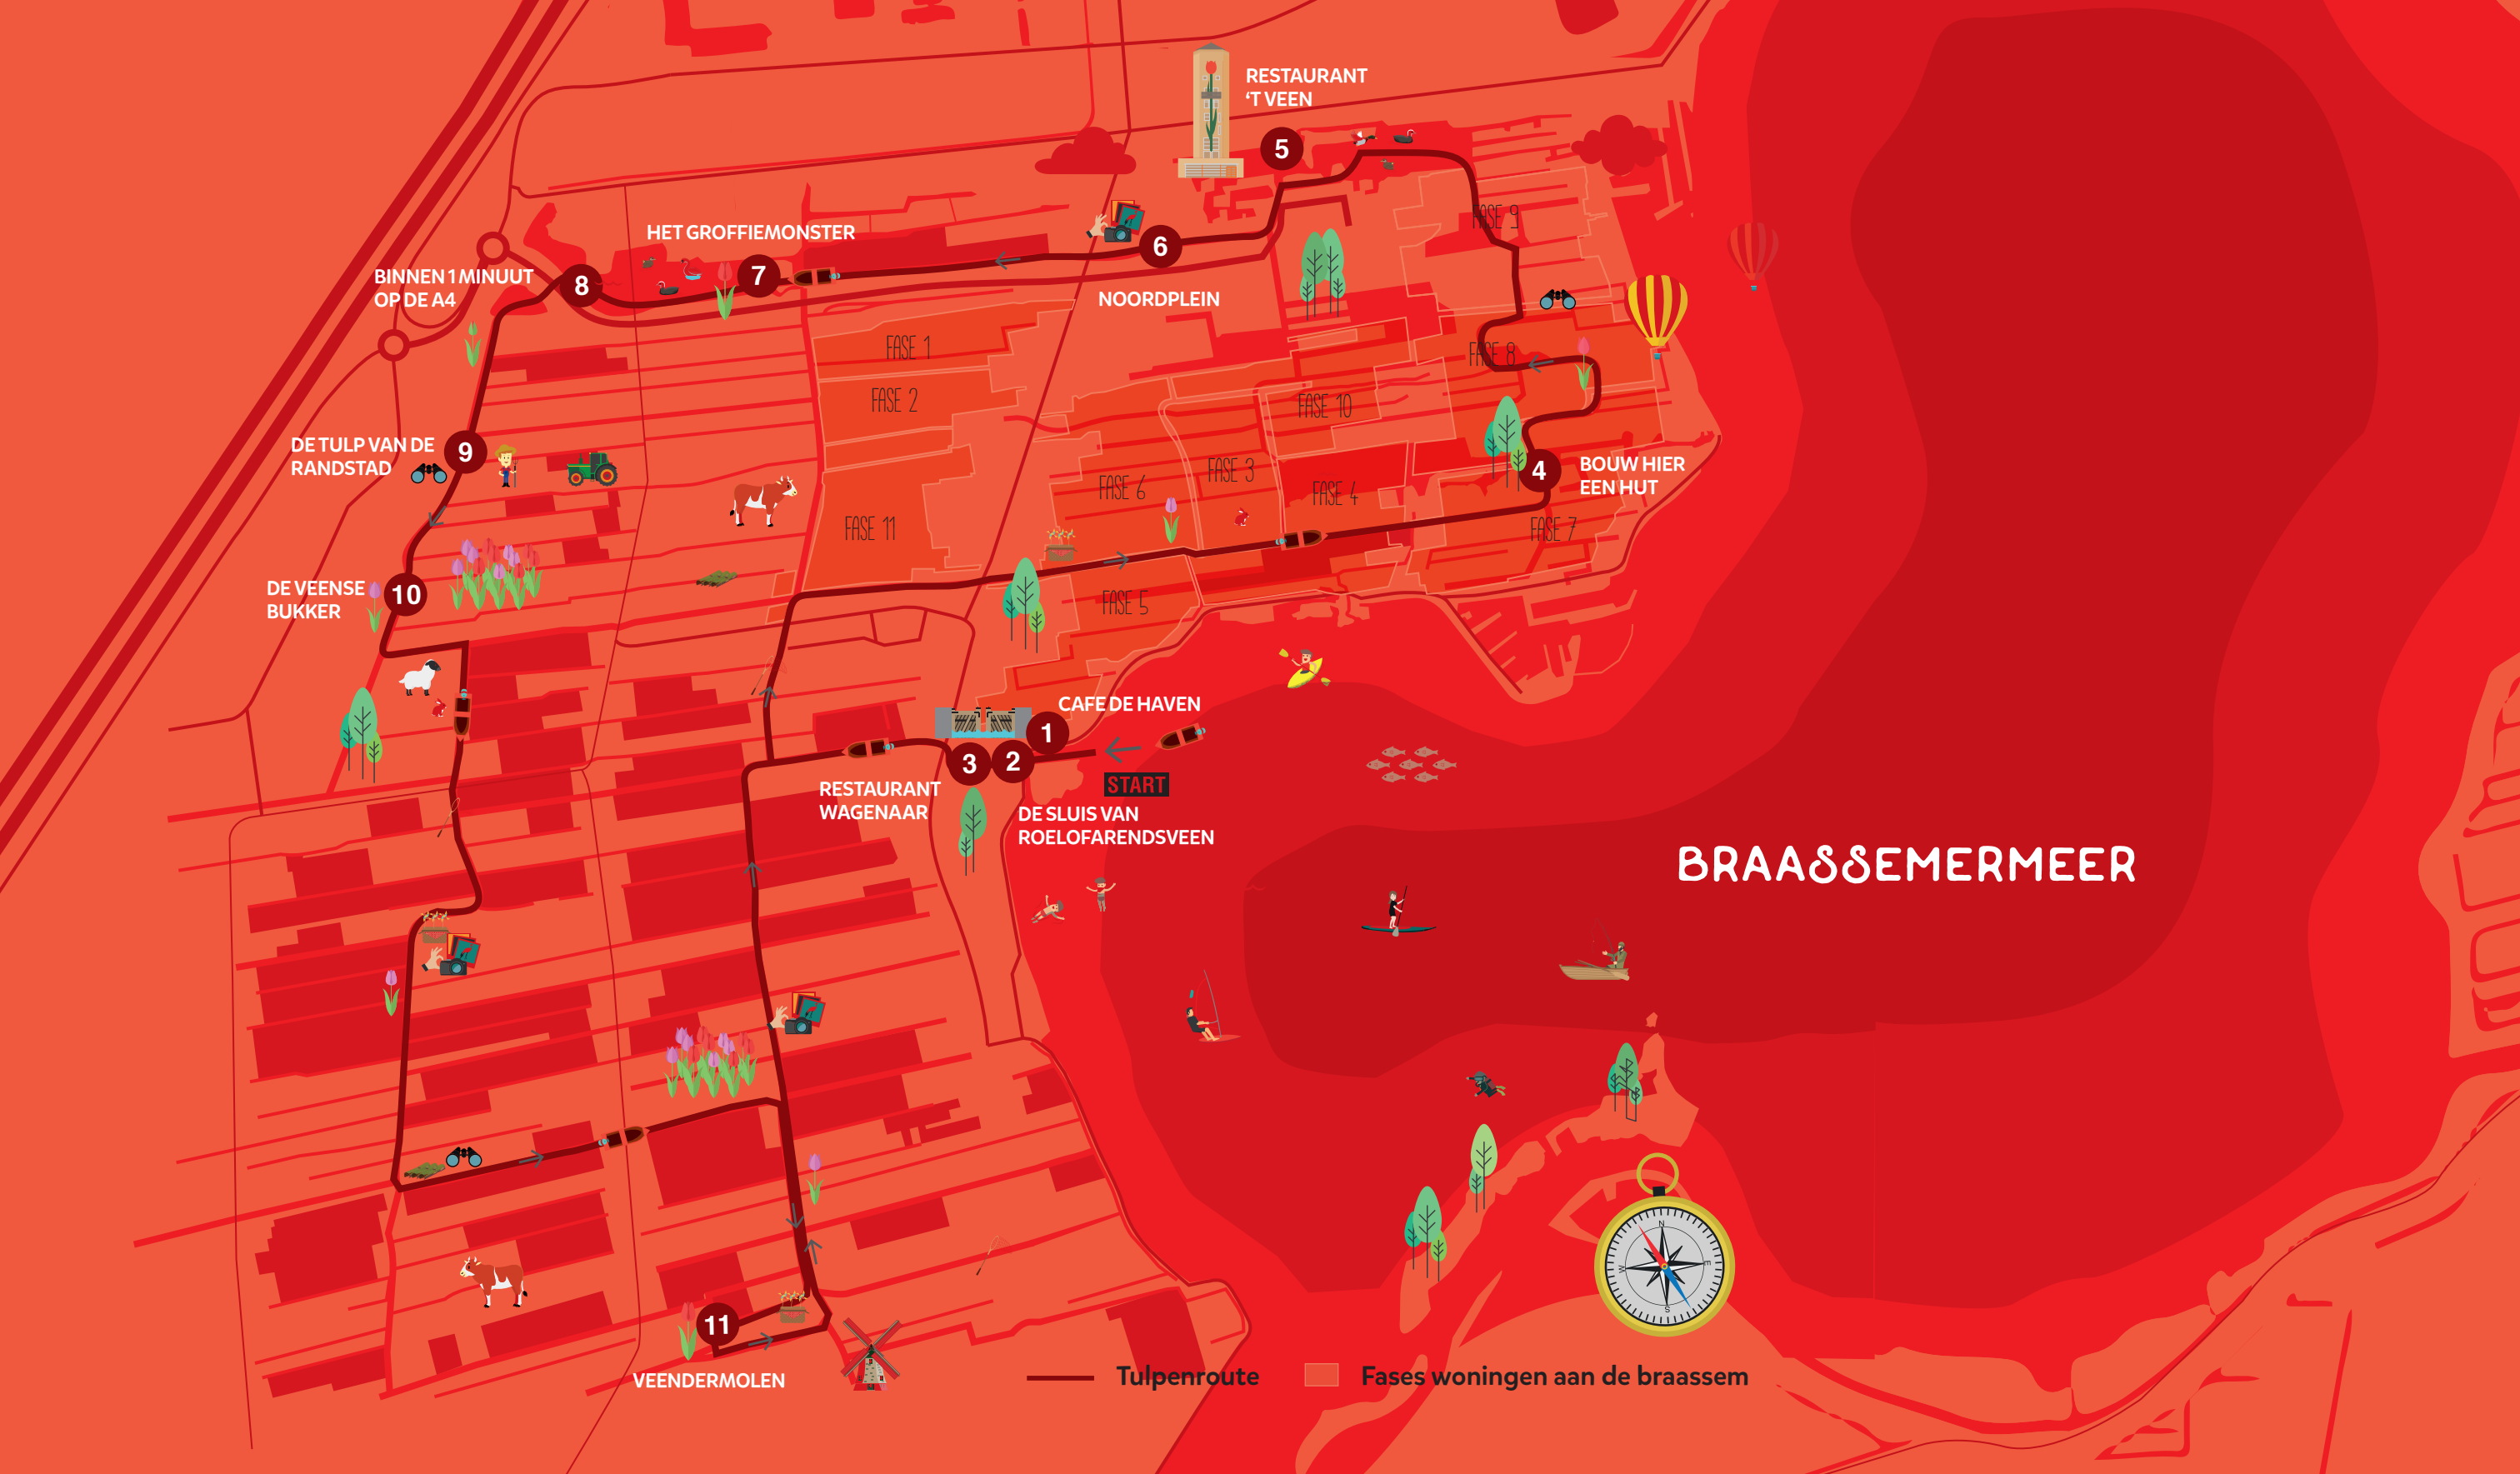 RESTAURANT
‘T VEEN
5
FASE 9
HET GROFFIEMONSTER
6
7
8
BINNEN 1 MINUUT
OP DE A4
NOORDPLEIN
FASE 1
FASE 8
FASE 2
FASE 10
DE TULP VAN DE
RANDSTAD
9
FASE 3
FASE 6
FASE 4
4
BOUW HIER
EEN HUT
FASE 11
FASE 7
DE VEENSE
BUKKER
10
FASE 5
CAFE DE HAVEN
1
2
3
START
RESTAURANT
WAGENAAR
DE SLUIS VAN
ROELOFARENDSVEEN
BRAASSEMERMEER
N
E
S
W
11
VEENDERMOLEN
Tulpenroute
Fases woningen aan de braassem